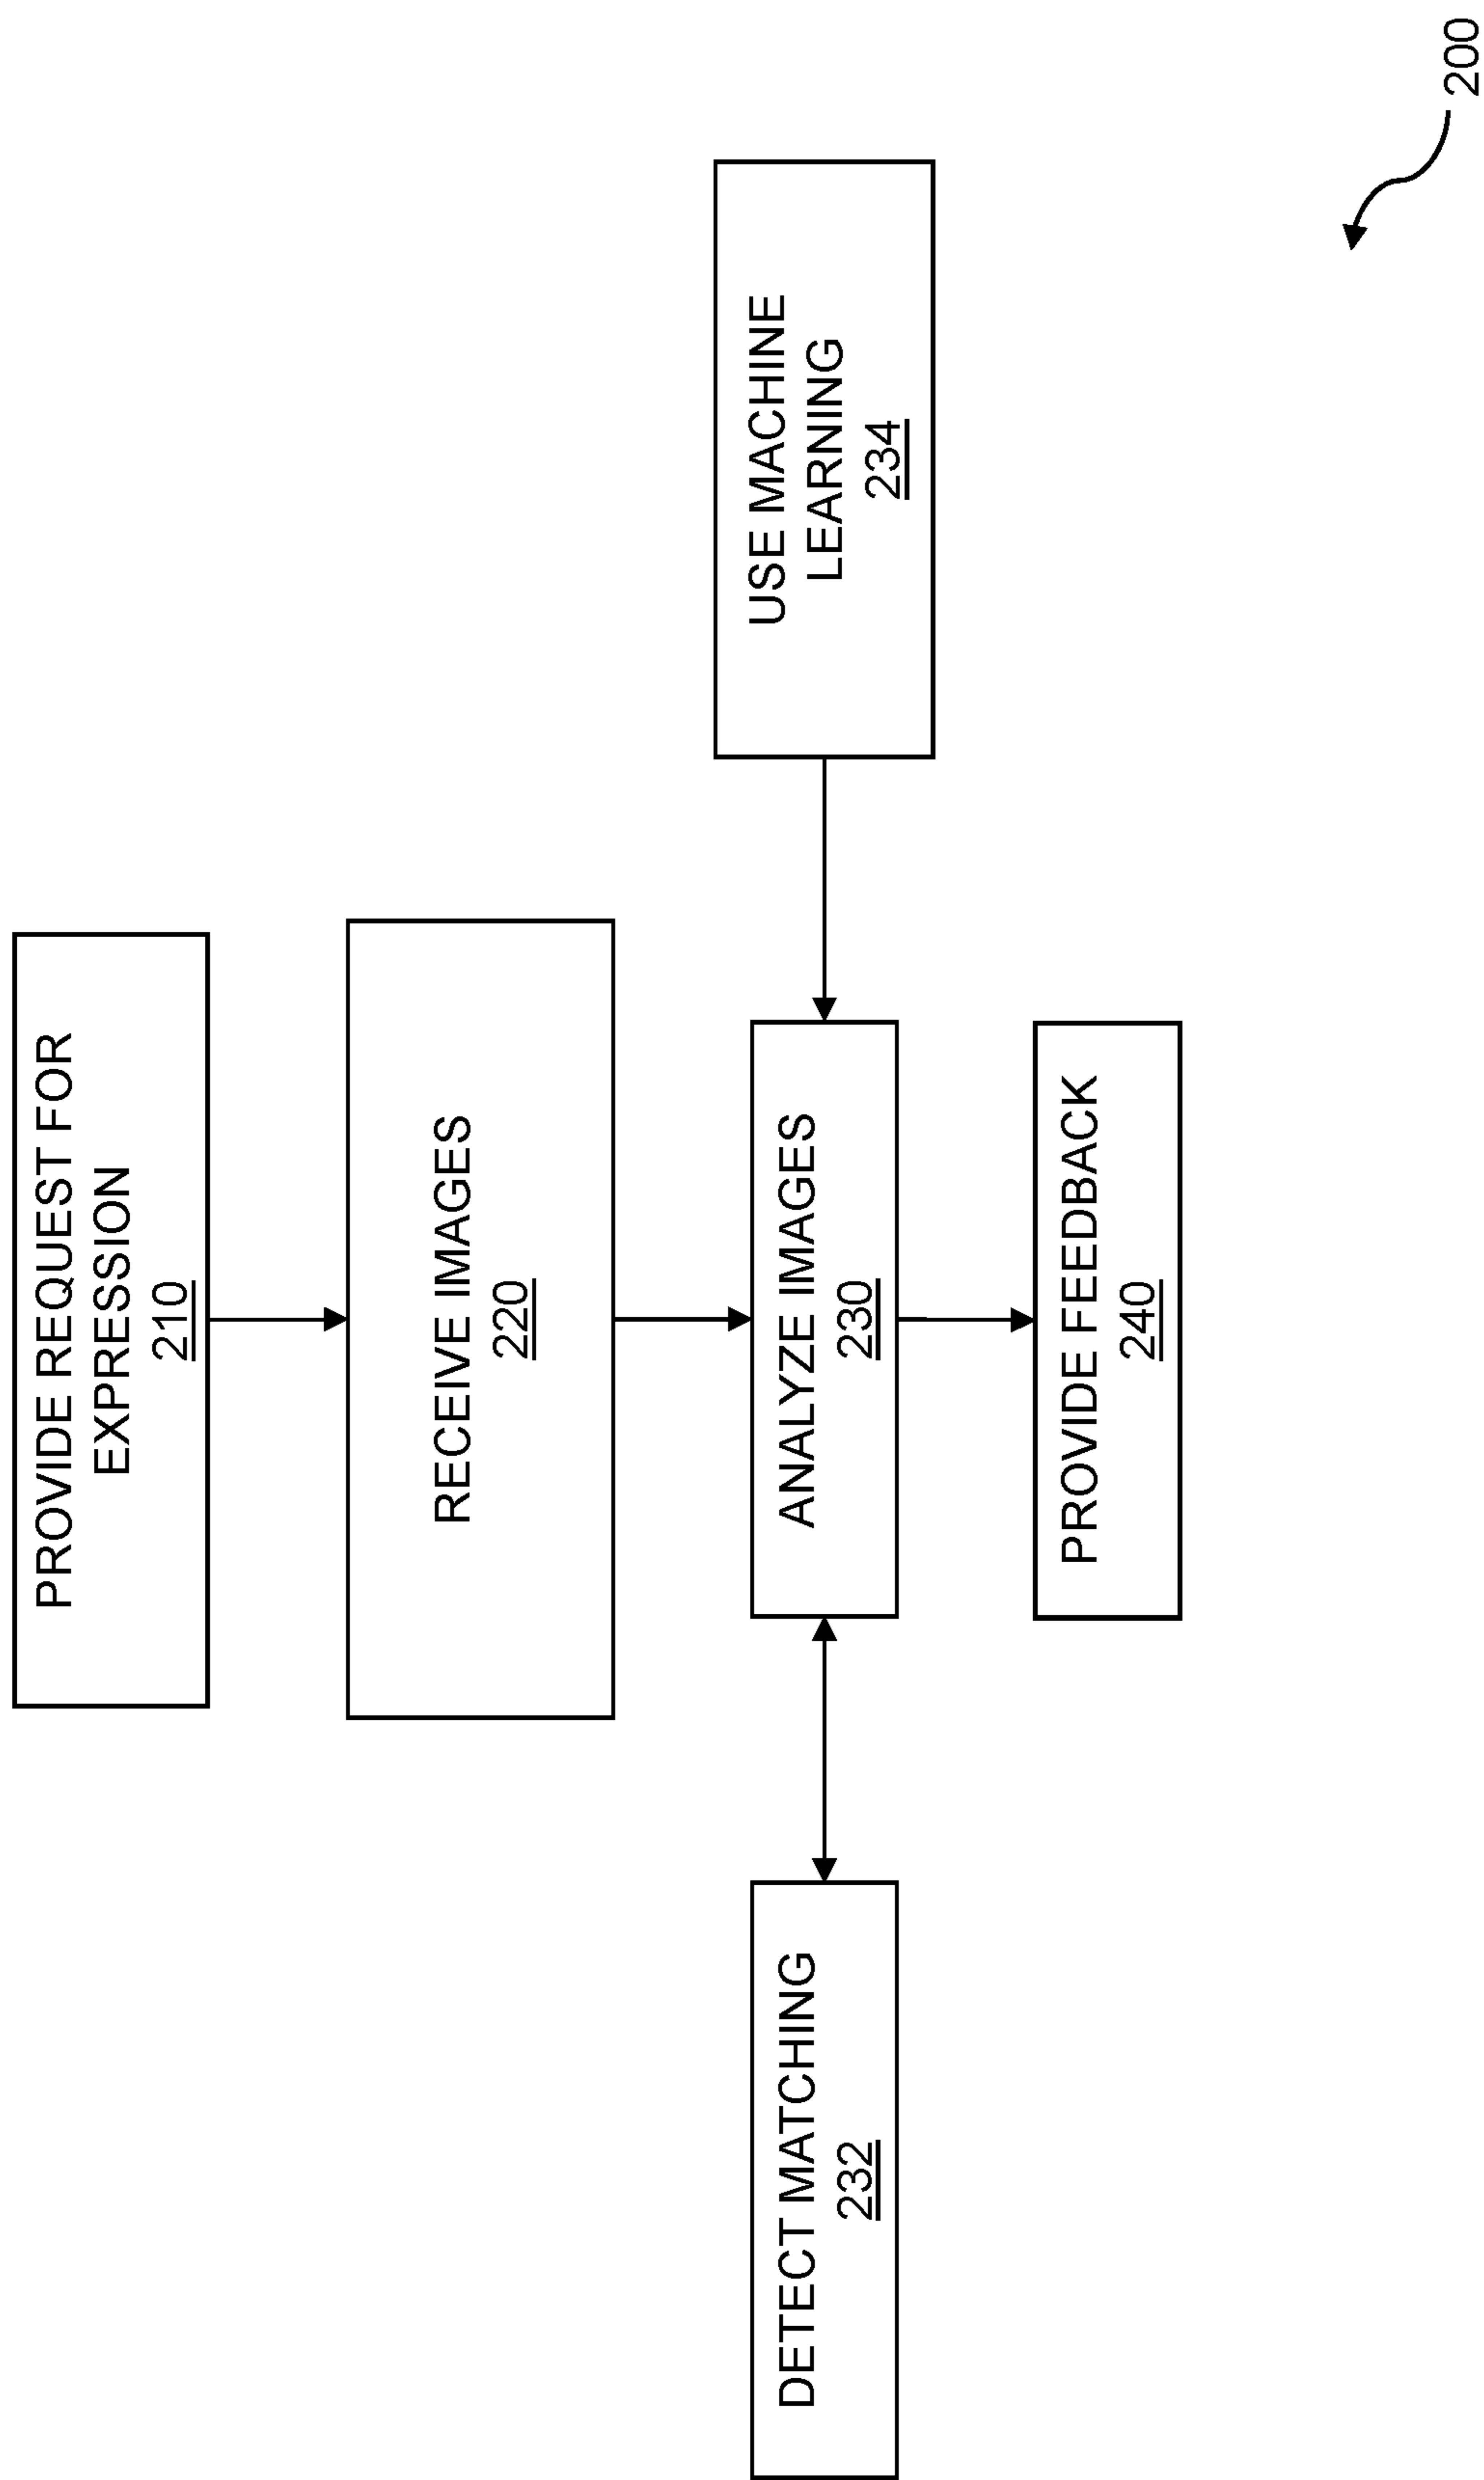 PROVIDE REQUEST FOR
EXPRESSION
210
RECEIVE IMAGES
220
DETECT MATCHING
232
ANALYZE IMAGES
230
USE MACHINE
LEARNING
234
PROVIDE FEEDBACK
240
200